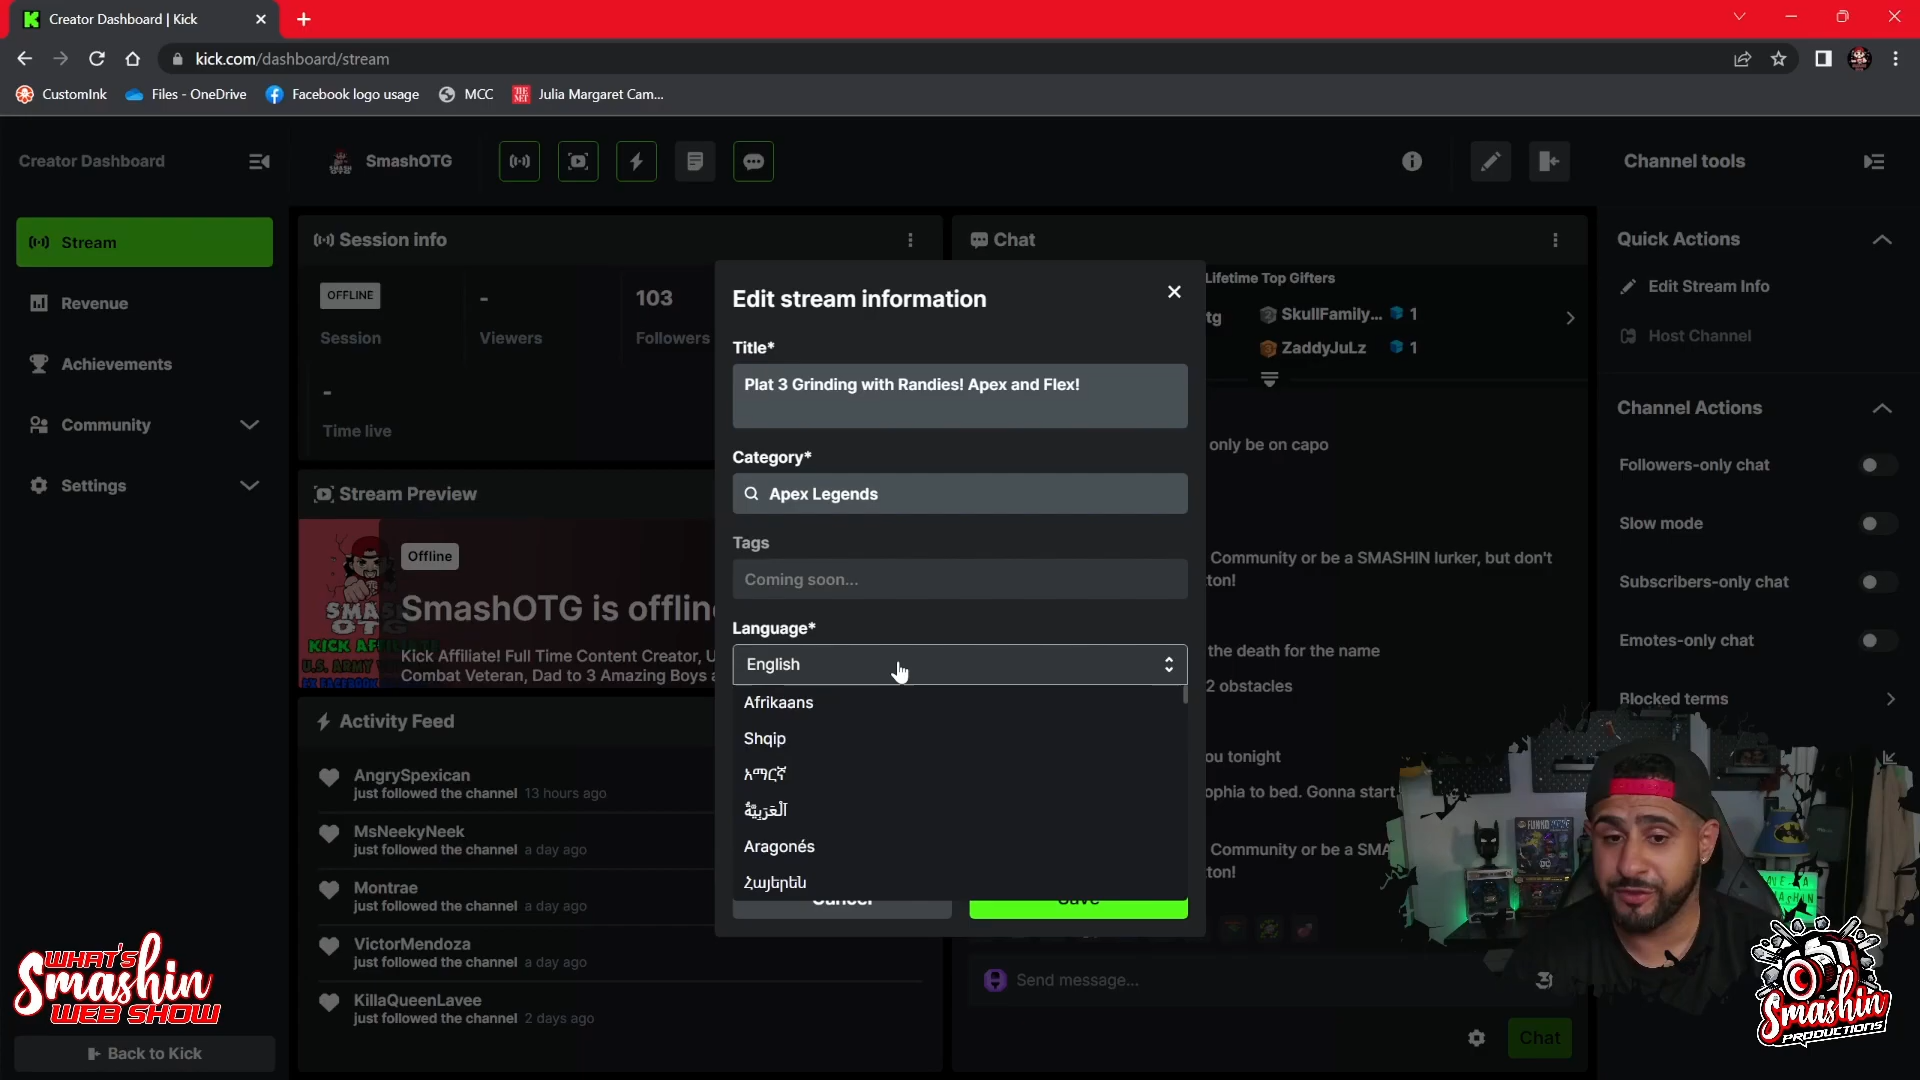 Creator Dashboard | Kick
kick.com/dashboard/stream
CustomInk
Files - OneDrive
Facebook logo usage
MCC
THE MET
Julia Margaret Cam...
Creator Dashboard
SmashOTG
Channel tools
Stream
Revenue
Achievements
Community
Settings
Back to Kick
Session info
OFFLINE
Session
-
Viewers
103
Followers
-
Time live
Stream Preview
Offline
SmashOTG is offlin
Kick Affiliate! Full Time Content Creator, U
Combat Veteran, Dad to 3 Amazing Boys a
SMA
OT
KICK AFFILIAT
U.S. ARMY
Activity Feed
AngrySpexican
just followed the channel 13 hours ago
MsNeekyNeek
just followed the channel a day ago
Montrae
just followed the channel a day ago
VictorMendoza
just followed the channel a day ago
KillaQueenLavee
just followed the channel 2 days ago
Edit stream information
Title*
Plat 3 Grinding with Randies! Apex and Flex!
Category*
Apex Legends
Tags
Coming soon...
Language*
English
Afrikaans
Shqip
አማርኛ
اَلْعَرَبِيَّةُ
Aragonés
Հայերեն
Cancel
Save
Chat
Lifetime Top Gifters
tg
SkullFamily... 1
ZaddyJuLz 1
only be on capo
Community or be a SMASHIN lurker, but don't
ton!
the death for the name
2 obstacles
ou tonight
ophia to bed. Gonna start
Community or be a SMA
ton!
Send message...
Chat
Quick Actions
Edit Stream Info
Host Channel
Channel Actions
Followers-only chat
Slow mode
Subscribers-only chat
Emotes-only chat
Blocked terms
WHAT'S
Smashin
WEB SHOW
Smashin
PRODUCTIONS